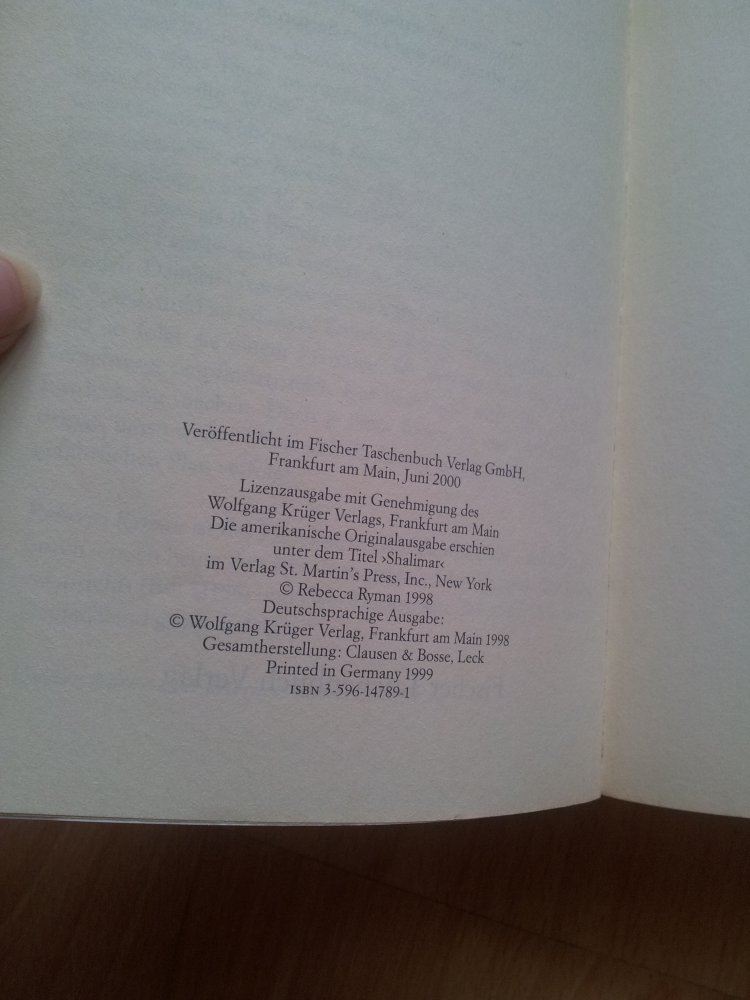 Veröffentlicht im Fischer Taschenbuch Verlag GmbH,
Frankfurt am Main, Juni 2000
Lizenzausgabe mit Genehmigung des
Wolfgang Krüger Verlags, Frankfurt am Main
Die amerikanische Originalausgabe erschien
unter dem Titel ›Shalimar‹
im Verlag St. Martin's Press, Inc., New York
© Rebecca Ryman 1998
Deutschsprachige Ausgabe:
© Wolfgang Krüger Verlag, Frankfurt am Main 1998
Gesamtherstellung: Clausen & Bosse, Leck
Printed in Germany 1999
ISBN 3-596-14789-1